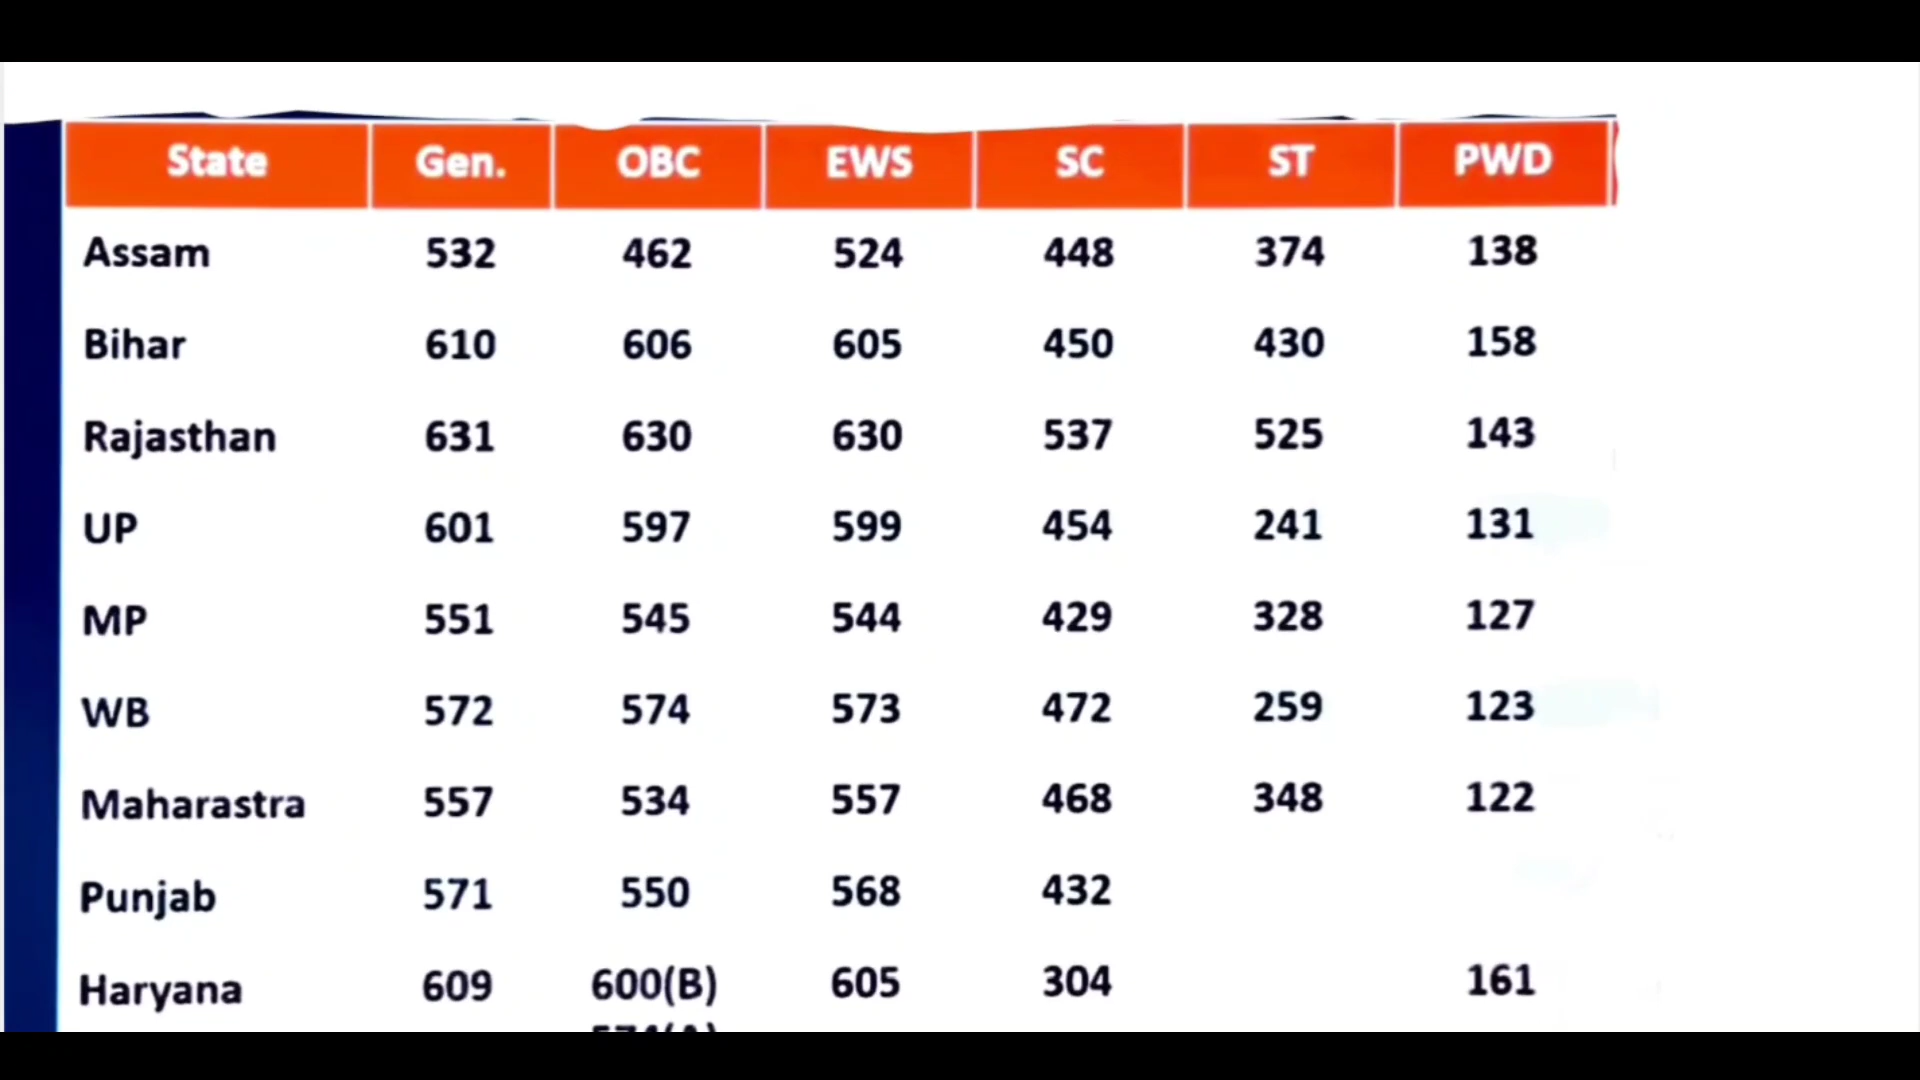 State Gen. OBC EWS SC ST PWD
Assam 532 462 524 448 374 138
Bihar 610 606 605 450 430 158
Rajasthan 631 630 630 537 525 143
UP 601 597 599 454 241 131
MP 551 545 544 429 328 127
WB 572 574 573 472 259 123
Maharastra 557 534 557 468 348 122
Punjab 571 550 568 432
Haryana 609 600(B) 605 304 161